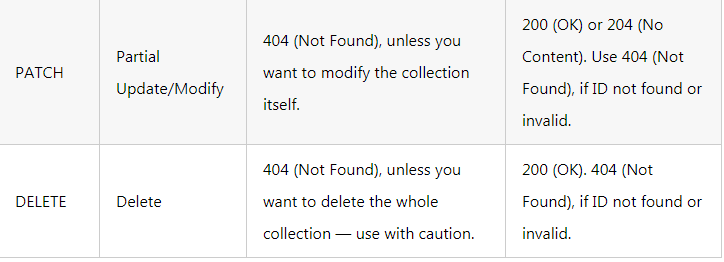 PATCH
Partial
Update/Modify
404 (Not Found), unless you
want to modify the collection
itself.
200 (OK) or 204 (No
Content). Use 404 (Not
Found), if ID not found or
invalid.
DELETE
Delete
404 (Not Found), unless you
want to delete the whole
collection — use with caution.
200 (OK). 404 (Not
Found), if ID not found or
invalid.